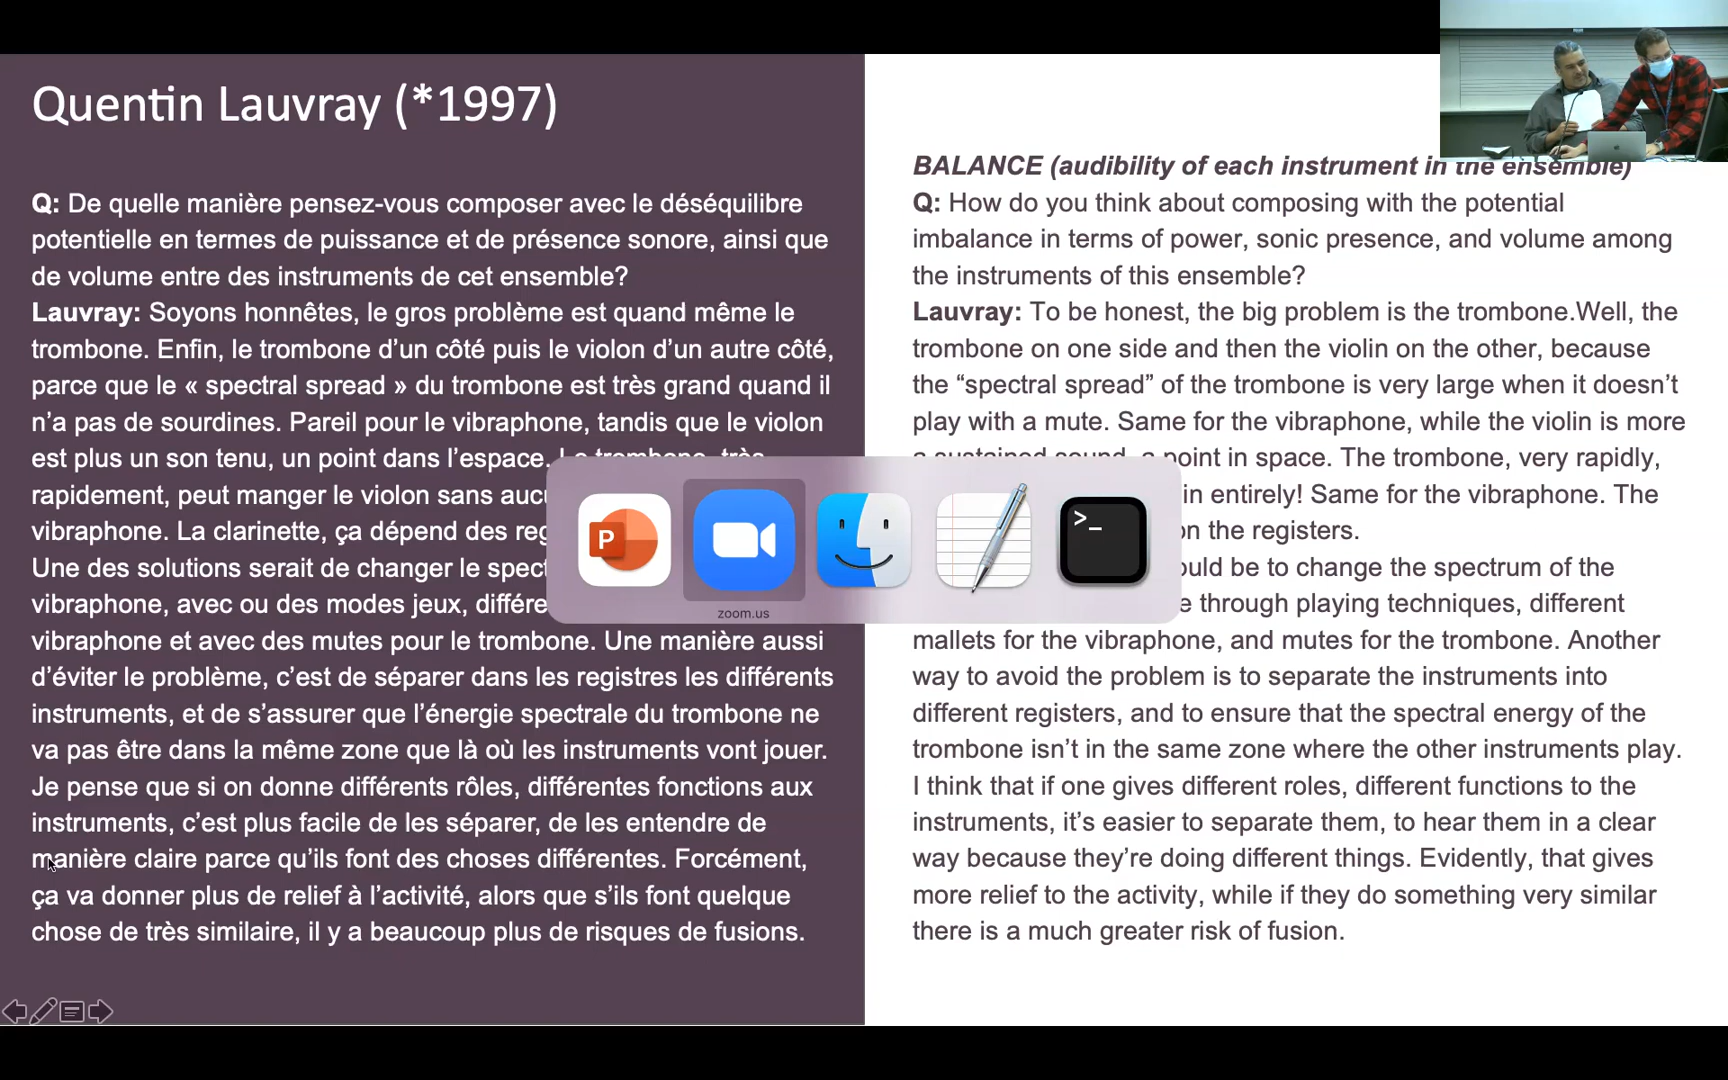 Quentin Lauvray (*1997)
Q: De quelle manière pensez-vous composer avec le déséquilibre
potentielle en termes de puissance et de présence sonore, ainsi que
de volume entre des instruments de cet ensemble?
Lauvray: Soyons honnêtes, le gros problème est quand même le
trombone. Enfin, le trombone d'un côté puis le violon d'un autre côté,
parce que le « spectral spread » du trombone est très grand quand il
n'a pas de sourdines. Pareil pour le vibraphone, tandis que le violon
est plus un son tenu, un point dans l'espace. Le trombone, très
rapidement, peut manger le violon sans
vibraphone. La clarinette, ça dépend des
Une des solutions serait de changer le
vibraphone, avec ou des modes jeux,
vibraphone et avec des mutes pour le trombone. Une manière aussi
d'éviter le problème, c'est de séparer dans les registres les différents
instruments, et de s'assurer que l'énergie spectrale du trombone ne
va pas être dans la même zone que là où les instruments vont jouer.
Je pense que si on donne différents rôles, différentes fonctions aux
instruments, c'est plus facile de les séparer, de les entendre de
manière claire parce qu'ils font des choses différentes. Forcément,
ça va donner plus de relief à l'activité, alors que s'ils font quelque
chose de très similaire, il y a beaucoup plus de risques de fusions.
BALANCE (audibility of each instrument in the ensemble)
Q: How do you think about composing with the potential
imbalance in terms of power, sonic presence, and volume among
the instruments of this ensemble?
Lauvray: To be honest, the big problem is the trombone.Well, the
trombone on one side and then the violin on the other, because
the “spectral spread” of the trombone is very large when it doesn't
play with a mute. Same for the vibraphone, while the violin is more
a sustained sound, a point in space. The trombone, very rapidly,
in entirely! Same for the vibraphone. The
on the registers.
be to change the spectrum of the
through playing techniques, different
mallets for the vibraphone, and mutes for the trombone. Another
way to avoid the problem is to separate the instruments into
different registers, and to ensure that the spectral energy of the
trombone isn't in the same zone where the other instruments play.
I think that if one gives different roles, different functions to the
instruments, it's easier to separate them, to hear them in a clear
way because they're doing different things. Evidently, that gives
more relief to the activity, while if they do something very similar
there is a much greater risk of fusion.
P
>_
zoom.us